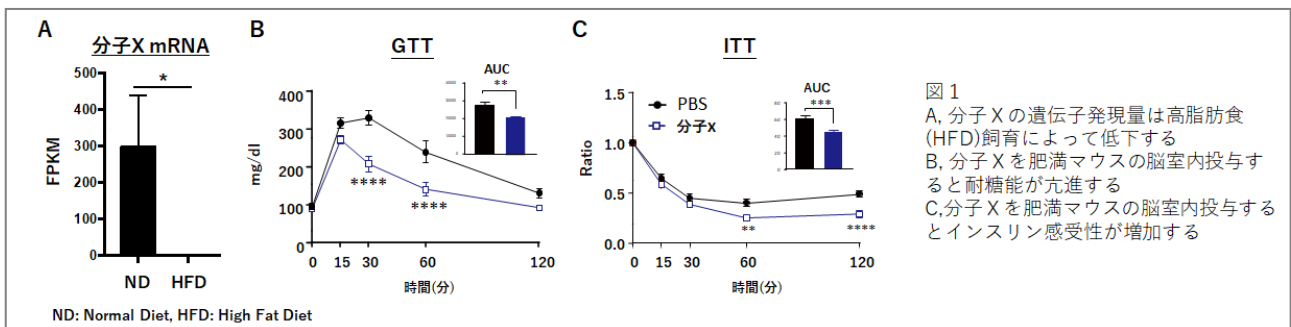 A
分子X mRNA
*
500
400
300
200
100
0
FPKM
ND
HFD
ND: Normal Diet, HFD: High Fat Diet
B
GTT
400
300
200
100
0
mg/dl
****
****
AUC
**
0
15
30
60
120
時間(分)
C
ITT
1.5
1.0
0.5
0.0
Ratio
PBS
分子x
AUC
***
80
60
40
20
0
**
****
0
15
30
60
120
時間(分)
図1
A, 分子Xの遺伝子発現量は高脂肪食
(HFD)飼育によって低下する
B, 分子Xを肥満マウスの脳室内投与す
ると耐糖能が亢進する
C,分子Xを肥満マウスの脳室内投与する
とインスリン感受性が増加する